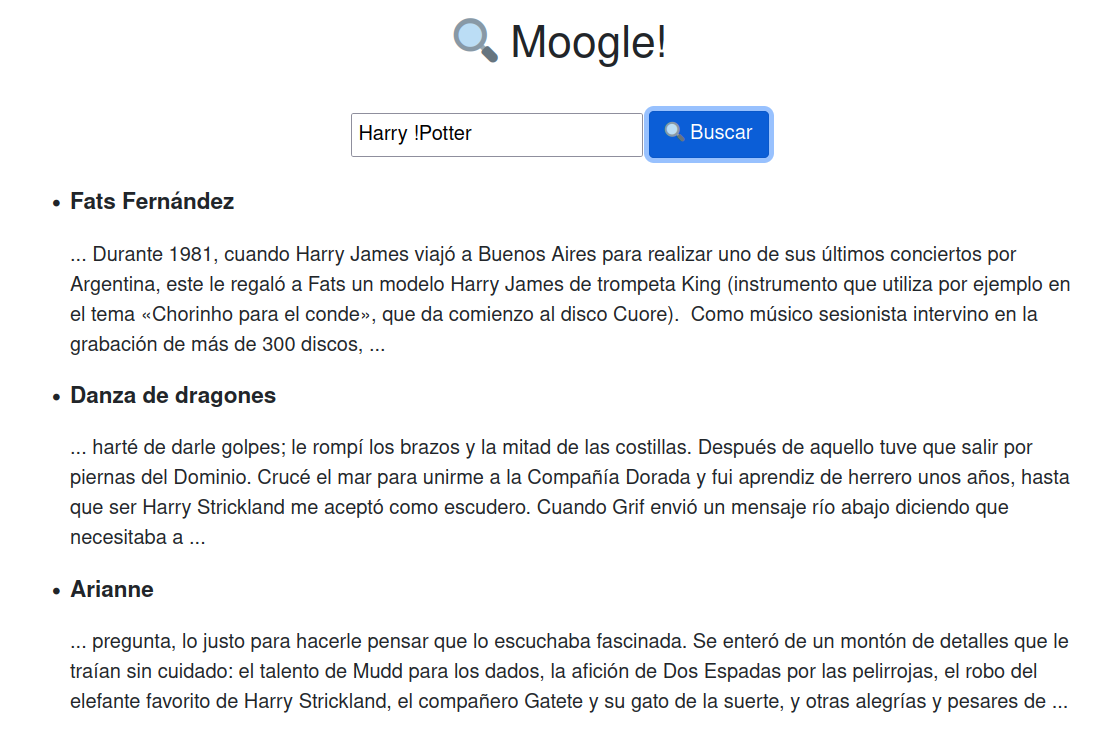 Moogle!
Harry !Potter
Buscar
Fats Fernández
... Durante 1981, cuando Harry James viajó a Buenos Aires para realizar uno de sus últimos conciertos por
Argentina, este le regaló a Fats un modelo Harry James de trompeta King (instrumento que utiliza por ejemplo en
el tema «Chorinho para el conde», que da comienzo al disco Cuore).  Como músico sesionista intervino en la
grabación de más de 300 discos, ...
Danza de dragones
... harté de darle golpes; le rompí los brazos y la mitad de las costillas. Después de aquello tuve que salir por
piernas del Dominio. Crucé el mar para unirme a la Compañía Dorada y fui aprendiz de herrero unos años, hasta
que ser Harry Strickland me aceptó como escudero. Cuando Grif envió un mensaje río abajo diciendo que
necesitaba a ...
Arianne
... pregunta, lo justo para hacerle pensar que lo escuchaba fascinada. Se enteró de un montón de detalles que le
traían sin cuidado: el talento de Mudd para los dados, la afición de Dos Espadas por las pelirrojas, el robo del
elefante favorito de Harry Strickland, el compañero Gatete y su gato de la suerte, y otras alegrías y pesares de ...